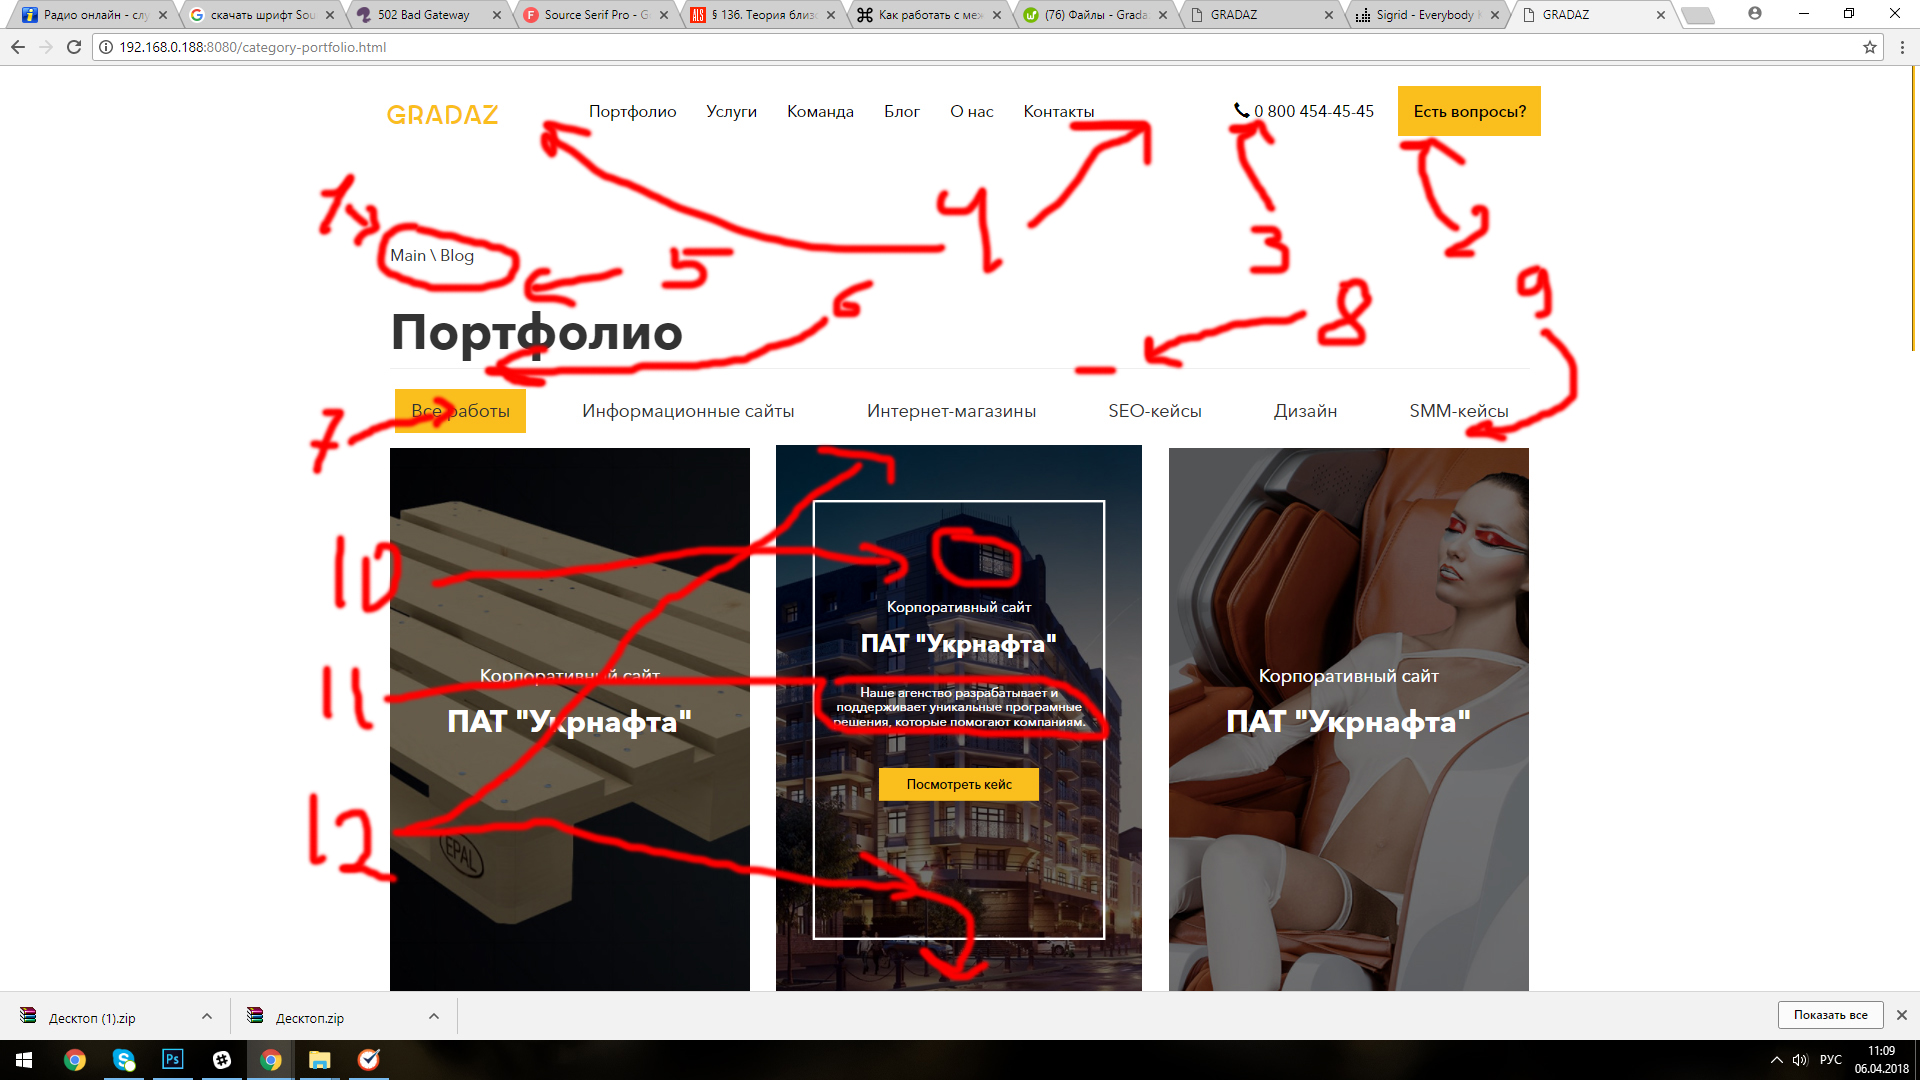 Радио онлайн - слу
скачать шрифт Sou
502 Bad Gateway
Source Serif Pro - G
§ 136. Теория близо
Как работать с меж
(76) Файлы - Grada
GRADAZ
Sigrid - Everybody
GRADAZ
192.168.0.188:8080/category-portfolio.html
GRADAZ
Портфолио Услуги Команда Блог О нас Контакты
0 800 454-45-45
Есть вопросы?
1
4
3
2
Main \ Blog
5
6
8
9
Портфолио
7
Все работы Информационные сайты Интернет-магазины SEO-кейсы Дизайн SMM-кейсы
10
11
12
Корпоративный сайт
ПАТ "Укрнафта"
EPAL
Корпоративный сайт
ПАТ "Укрнафта"
Наше агенство разрабатывает и
поддерживает уникальные програмные
решения, которые помогают компаниям.
Посмотреть кейс
Корпоративный сайт
ПАТ "Укрнафта"
Десктоп (1).zip
Десктоп.zip
Показать все
Ps
РУС
11:09
06.04.2018